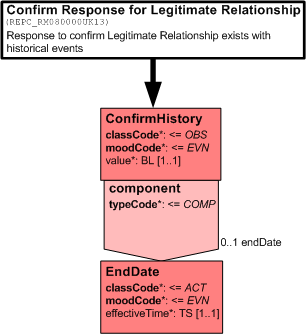 Confirm Response for Legitimate Relationship
(REPC_RM080000UK13)
Response to confirm Legitimate Relationship exists with
historical events
ConfirmHistory
classCode*: <= OBS
moodCode*: <= EVN
value*: BL [1..1]
component
typeCode*: <= COMP
0..1 endDate
EndDate
classCode*: <= ACT
moodCode*: <= EVN
effectiveTime*: TS [1..1]